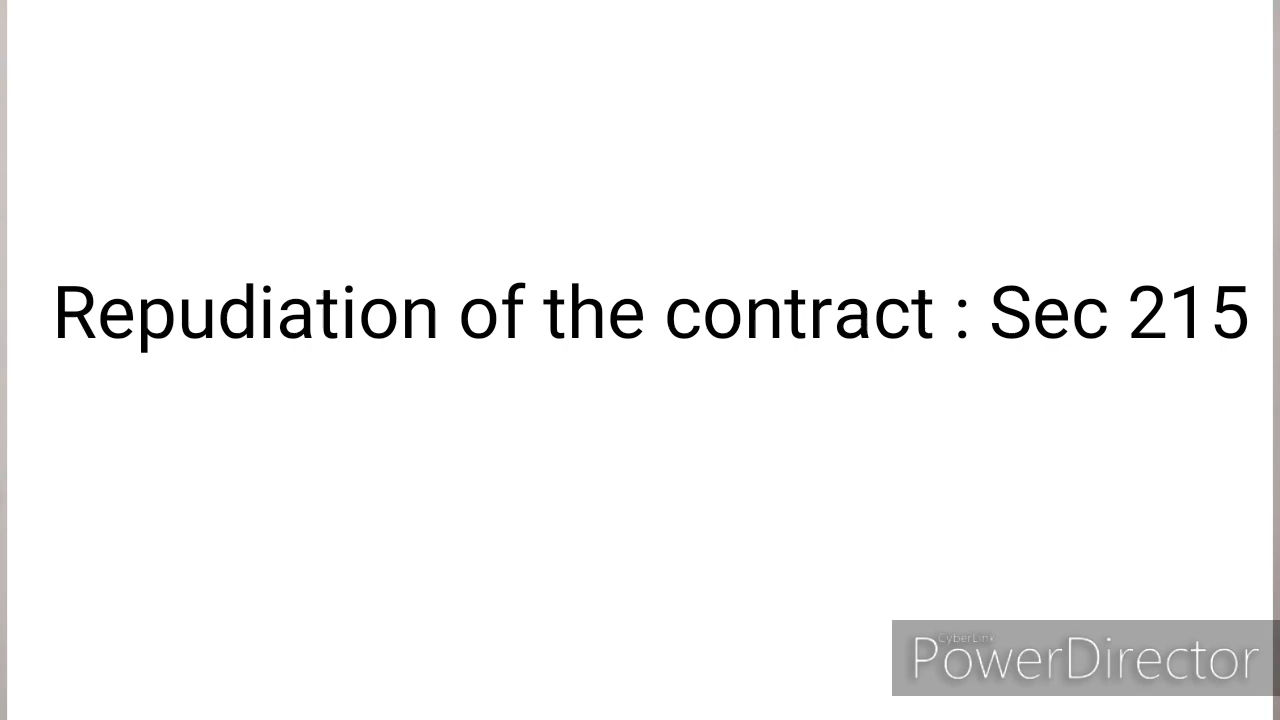 Repudiation of the contract : Sec 215
CyberLink
PowerDirector